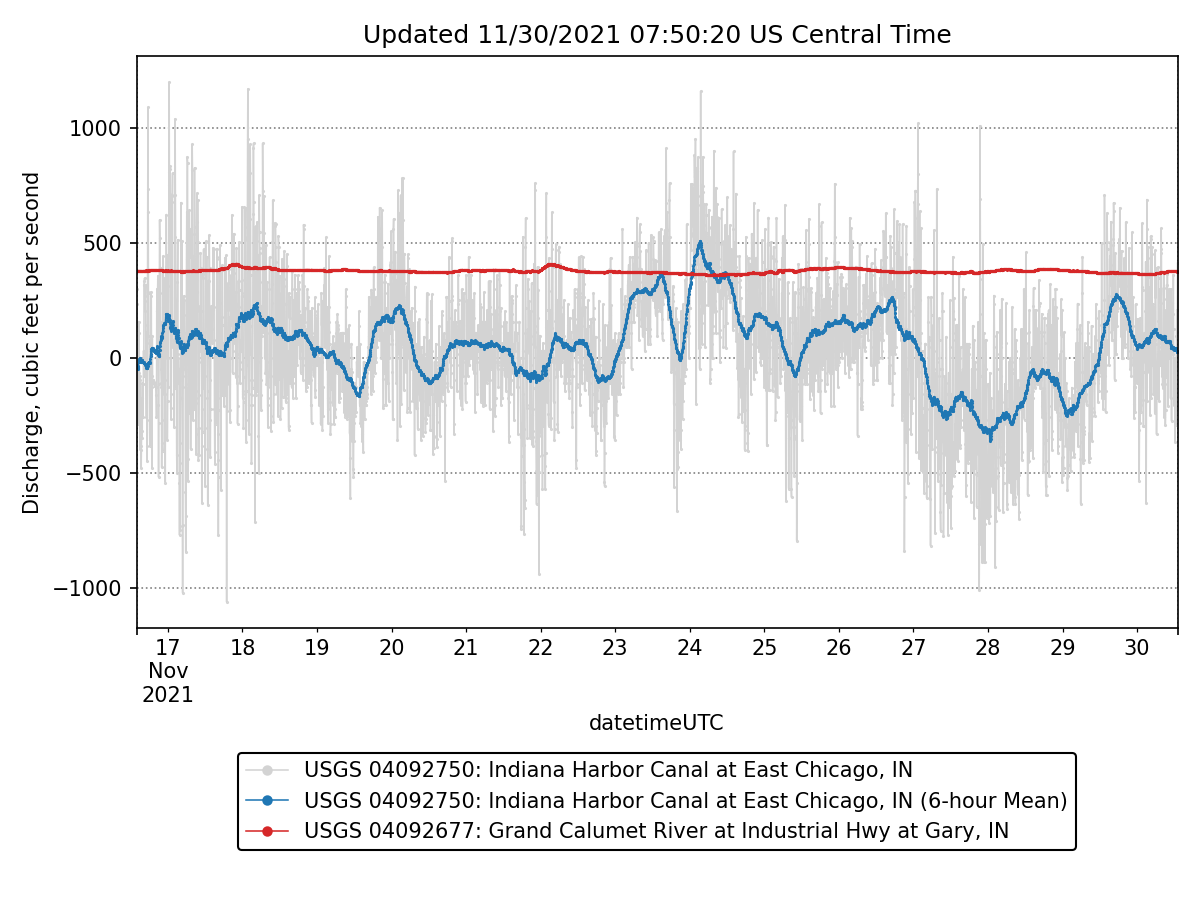 Updated 11/30/2021 07:50:20 US Central Time
Discharge, cubic feet per second
1000
500
0
−500
−1000
17 18 19 20 21 22 23 24 25 26 27 28 29 30
Nov
2021
datetimeUTC
USGS 04092750: Indiana Harbor Canal at East Chicago, IN
USGS 04092750: Indiana Harbor Canal at East Chicago, IN (6-hour Mean)
USGS 04092677: Grand Calumet River at Industrial Hwy at Gary, IN